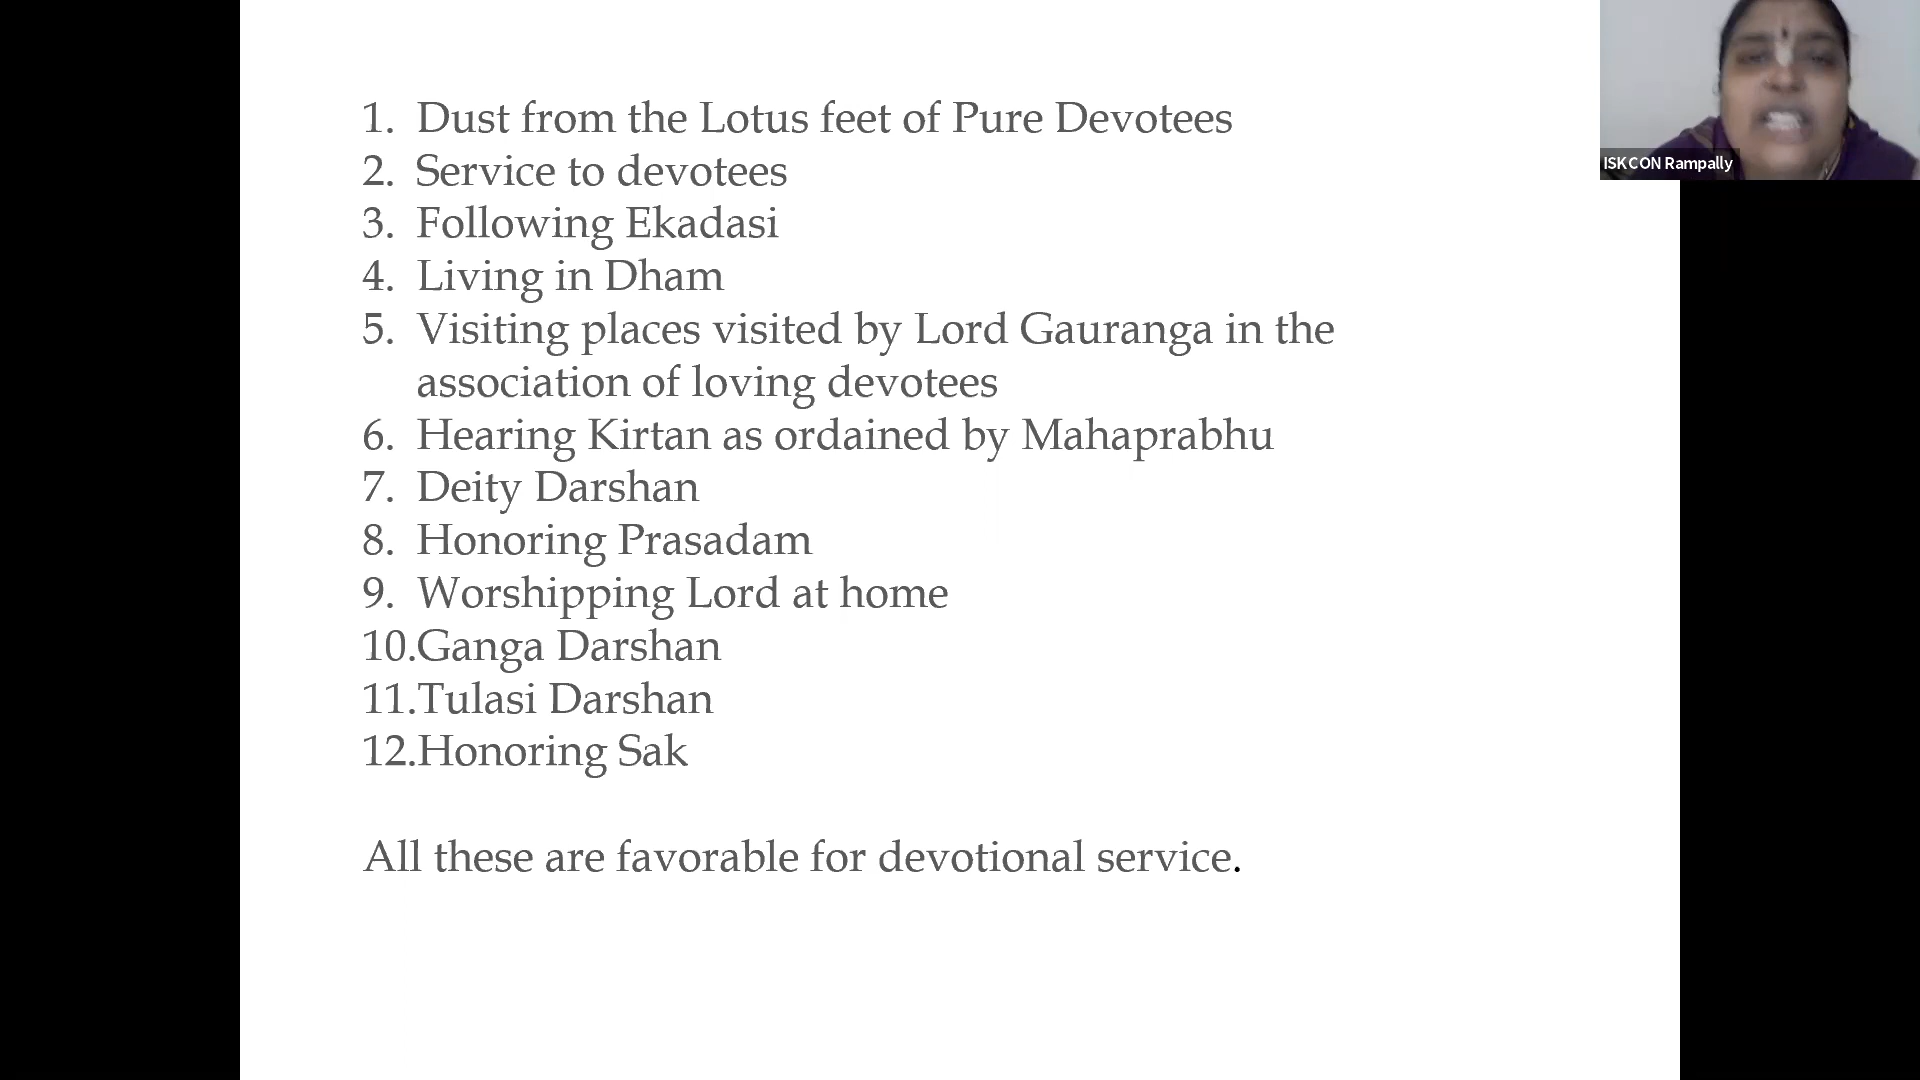 1. Dust from the Lotus feet of Pure Devotees
2. Service to devotees
3. Following Ekadasi
4. Living in Dham
5. Visiting places visited by Lord Gauranga in the
association of loving devotees
6. Hearing Kirtan as ordained by Mahaprabhu
7. Deity Darshan
8. Honoring Prasadam
9. Worshipping Lord at home
10.Ganga Darshan
11.Tulasi Darshan
12.Honoring Sak
All these are favorable for devotional service.
ISKCON Rampally